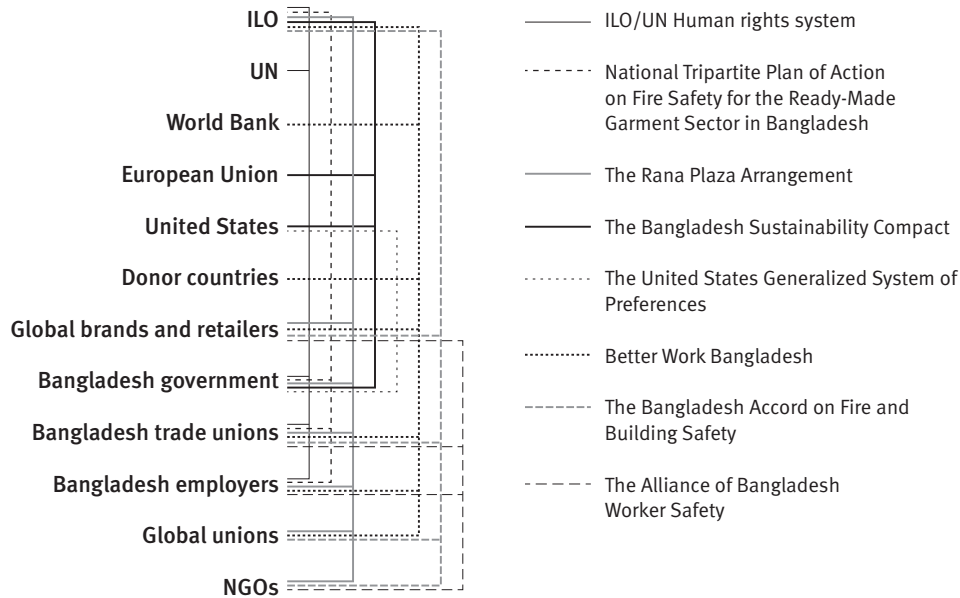 ILO
UN
World Bank
European Union
United States
Donor countries
Global brands and retailers
Bangladesh government
Bangladesh trade unions
Bangladesh employers
Global unions
NGOs
ILO/UN Human rights system
National Tripartite Plan of Action
on Fire Safety for the Ready-Made
Garment Sector in Bangladesh
The Rana Plaza Arrangement
The Bangladesh Sustainability Compact
The United States Generalized System of
Preferences
Better Work Bangladesh
The Bangladesh Accord on Fire and
Building Safety
The Alliance of Bangladesh
Worker Safety